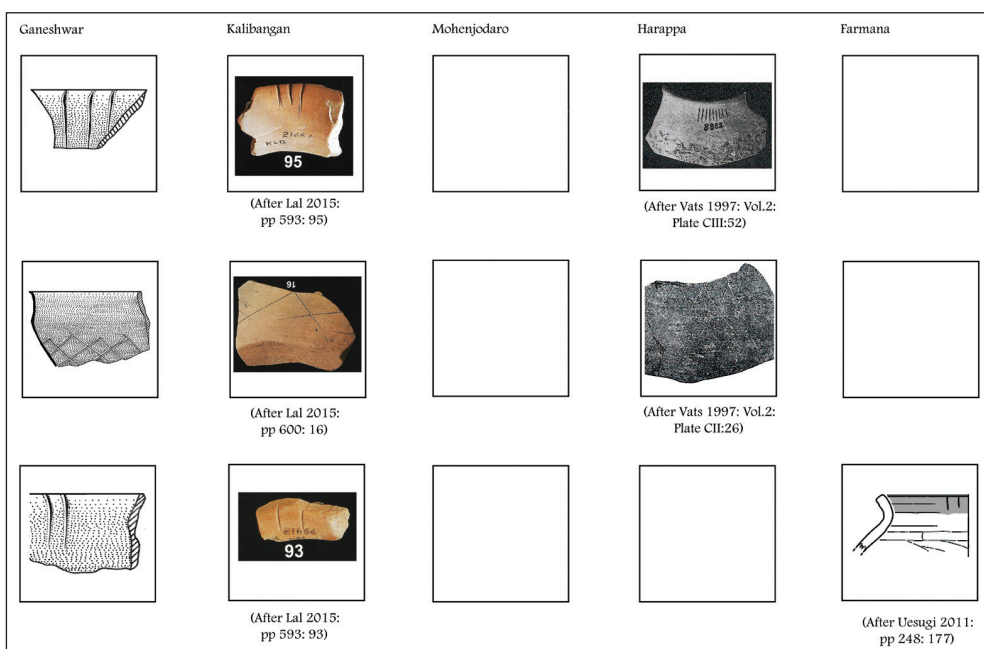 Ganeshwar
Kalibangan
Mohenjodaro
Harappa
Farmana
KLB
95
8862
(After Lal 2015:
pp 593: 95)
(After Vats 1997: Vol.2:
Plate CIII:52)
16
(After Lal 2015:
pp 600: 16)
(After Vats 1997: Vol.2:
Plate CII:26)
93
(After Lal 2015:
pp 593: 93)
(After Uesugi 2011:
pp 248: 177)